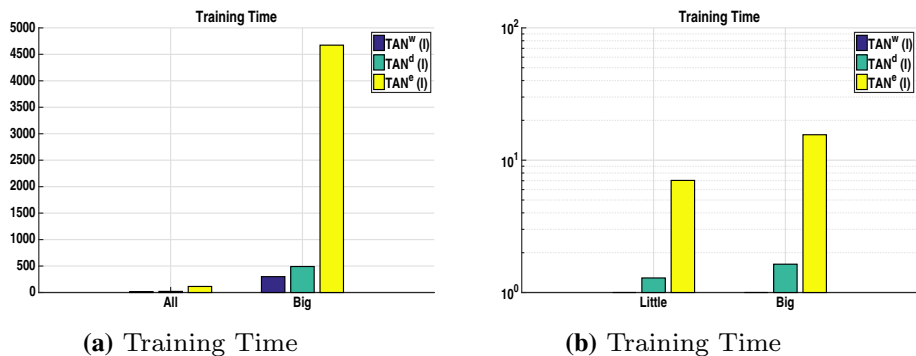 Training Time
5000
4500
4000
3500
3000
2500
2000
1500
1000
500
0
All Big
TANw (I)
TANd (I)
TANe (I)
(a) Training Time
Training Time
10²
10¹
10⁰
Little Big
TANw (I)
TANd (I)
TANe (I)
(b) Training Time